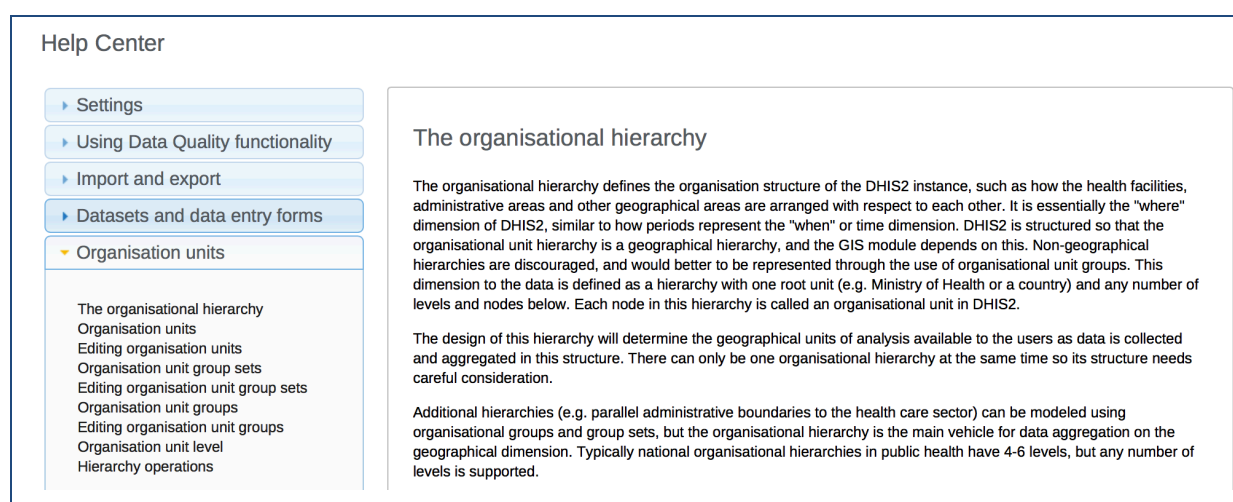 Help Center
Settings
Using Data Quality functionality
Import and export
Datasets and data entry forms
Organisation units
The organisational hierarchy
Organisation units
Editing organisation units
Organisation unit group sets
Editing organisation unit group sets
Organisation unit groups
Editing organisation unit groups
Organisation unit level
Hierarchy operations
The organisational hierarchy
The organisational hierarchy defines the organisation structure of the DHIS2 instance, such as how the health facilities,
administrative areas and other geographical areas are arranged with respect to each other. It is essentially the "where"
dimension of DHIS2, similar to how periods represent the "when" or time dimension. DHIS2 is structured so that the
organisational unit hierarchy is a geographical hierarchy, and the GIS module depends on this. Non-geographical
hierarchies are discouraged, and would better to be represented through the use of organisational unit groups. This
dimension to the data is defined as a hierarchy with one root unit (e.g. Ministry of Health or a country) and any number of
levels and nodes below. Each node in this hierarchy is called an organisational unit in DHIS2.
The design of this hierarchy will determine the geographical units of analysis available to the users as data is collected
and aggregated in this structure. There can only be one organisational hierarchy at the same time so its structure needs
careful consideration.
Additional hierarchies (e.g. parallel administrative boundaries to the health care sector) can be modeled using
organisational groups and group sets, but the organisational hierarchy is the main vehicle for data aggregation on the
geographical dimension. Typically national organisational hierarchies in public health have 4-6 levels, but any number of
levels is supported.